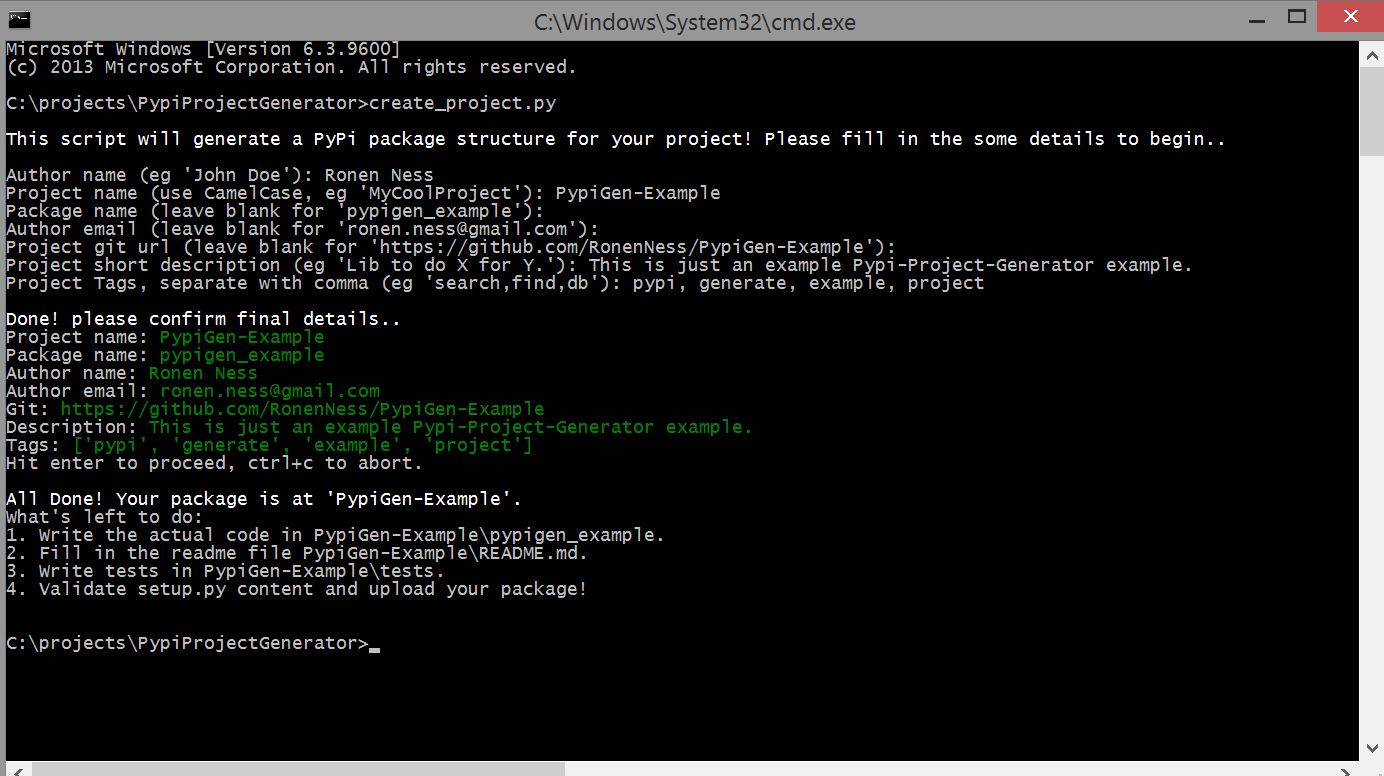 C:\Windows\System32\cmd.exe
Microsoft Windows [Version 6.3.9600]
(c) 2013 Microsoft Corporation. All rights reserved.
C:\projects\PypiProjectGenerator>create_project.py
This script will generate a PyPi package structure for your project! Please fill in the some details to begin..
Author name (eg 'John Doe'): Ronen Ness
Project name (use CamelCase, eg 'MyCoolProject'): PypiGen-Example
Package name (leave blank for 'pypigen_example'):
Author email (leave blank for 'ronen.ness@gmail.com'):
Project git url (leave blank for 'https://github.com/RonenNess/PypiGen-Example'):
Project short description (eg 'Lib to do X for Y.'): This is just an example Pypi-Project-Generator example.
Project Tags, separate with comma (eg 'search,find,db'): pypi, generate, example, project
Done! please confirm final details..
Project name: PypiGen-Example
Package name: pypigen_example
Author name: Ronen Ness
Author email: ronen.ness@gmail.com
Git: https://github.com/RonenNess/PypiGen-Example
Description: This is just an example Pypi-Project-Generator example.
Tags: ['pypi', 'generate', 'example', 'project']
Hit enter to proceed, ctrl+c to abort.
All Done! Your package is at 'PypiGen-Example'.
What's left to do:
1. Write the actual code in PypiGen-Example\pypigen_example.
2. Fill in the readme file PypiGen-Example\README.md.
3. Write tests in PypiGen-Example\tests.
4. Validate setup.py content and upload your package!
C:\projects\PypiProjectGenerator>